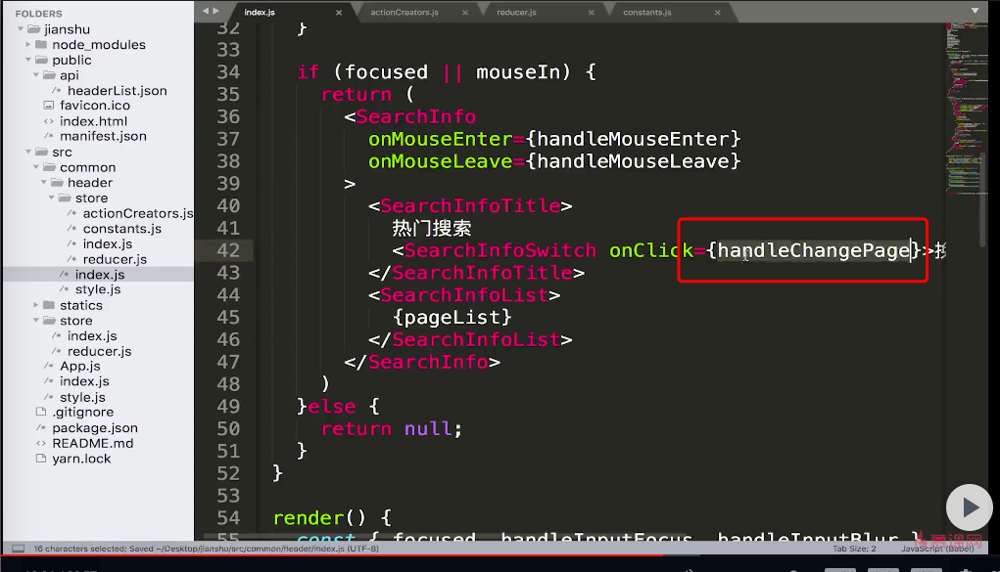 FOLDERS
jianshu
node_modules
public
api
headerList.json
favicon.ico
index.html
manifest.json
src
common
header
store
actionCreators.js
constants.js
index.js
reducer.js
index.js
style.js
statics
store
index.js
reducer.js
App.js
index.js
style.js
.gitignore
package.json
README.md
yarn.lock
index.js × actionCreators.js × reducer.js × constants.js ×
32 }
33
34 if (focused || mouseIn) {
35 return (
36 <SearchInfo
37 onMouseEnter={handleMouseEnter}
38 onMouseLeave={handleMouseLeave}
39 >
40 <SearchInfoTitle>
41 热门搜索
42 <SearchInfoSwitch onClick={handleChangePage}>
43 </SearchInfoTitle>
44 <SearchInfoList>
45 {pageList}
46 </SearchInfoList>
47 </SearchInfo>
48 )
49 }else {
50 return null;
51 }
52 }
53
54 render() {
55 const { focused, handleInputFocus, handleInputBlur }
16 characters selected; Saved ~/Desktop/jianshu/src/common/header/index.js (UTF-8) Tab Size: 2 JavaScript (Babel)